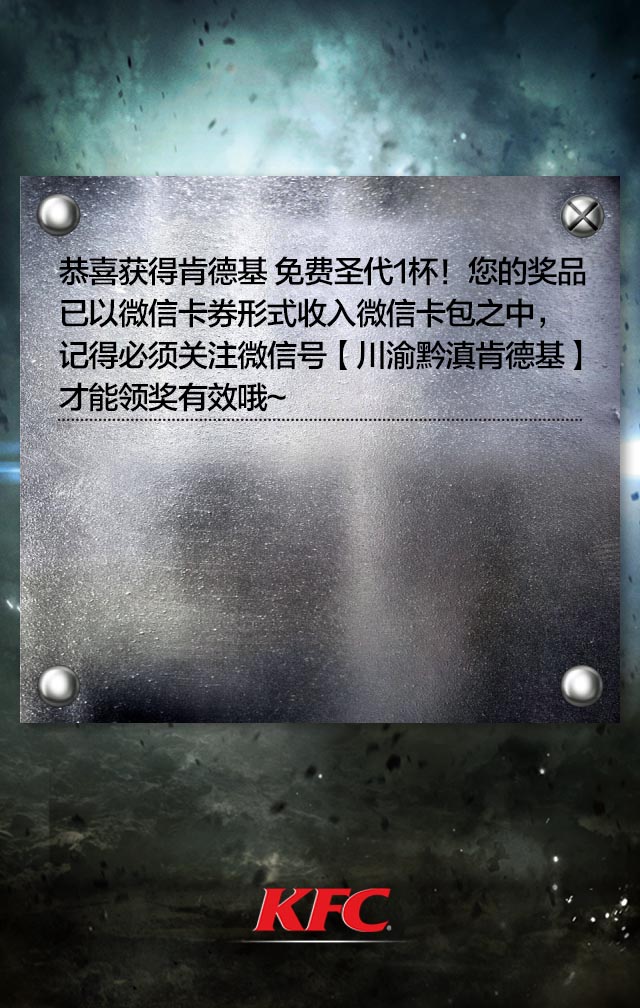 恭喜获得肯德基 免费圣代1杯！您的奖品
已以微信卡券形式收入微信卡包之中，
记得必须关注微信号【川渝黔滇肯德基】
才能领奖有效哦~
KFC